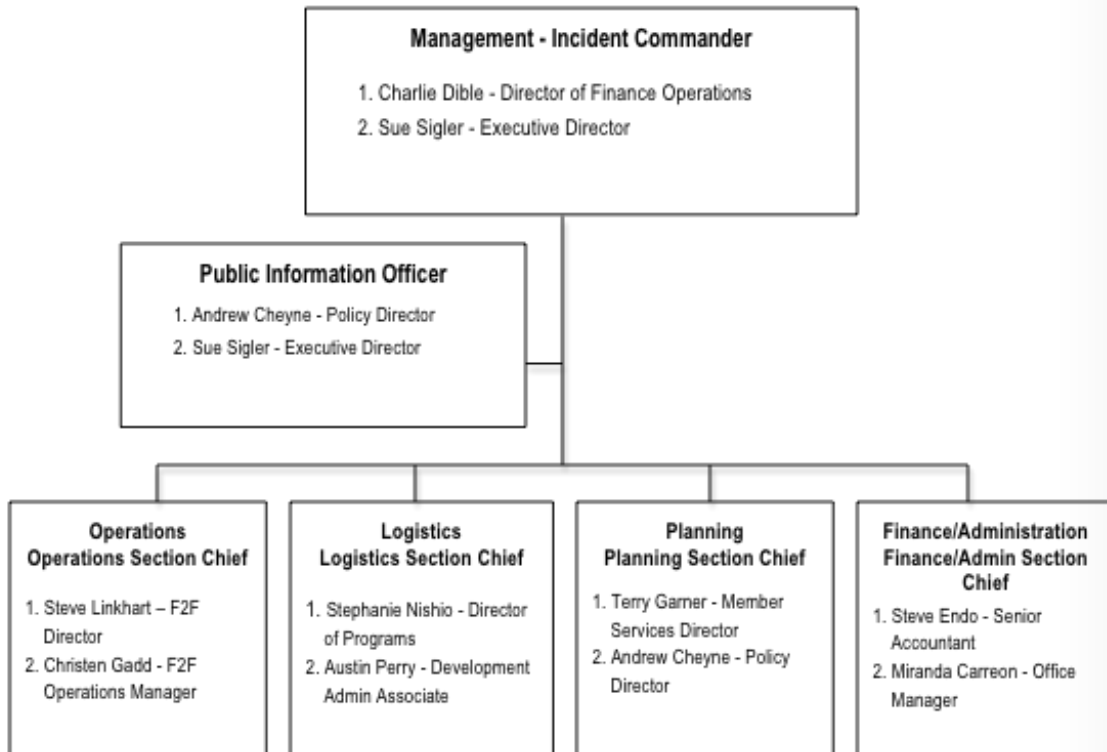 Management - Incident Commander
1. Charlie Dible - Director of Finance Operations
2. Sue Sigler - Executive Director
Public Information Officer
1. Andrew Cheyne - Policy Director
2. Sue Sigler - Executive Director
Operations
Operations Section Chief
1. Steve Linkhart – F2F
Director
2. Christen Gadd - F2F
Operations Manager
Logistics
Logistics Section Chief
1. Stephanie Nishio - Director
of Programs
2. Austin Perry - Development
Admin Associate
Planning
Planning Section Chief
1. Terry Garner - Member
Services Director
2. Andrew Cheyne - Policy
Director
Finance/Administration
Finance/Admin Section
Chief
1. Steve Endo - Senior
Accountant
2. Miranda Carreon - Office
Manager